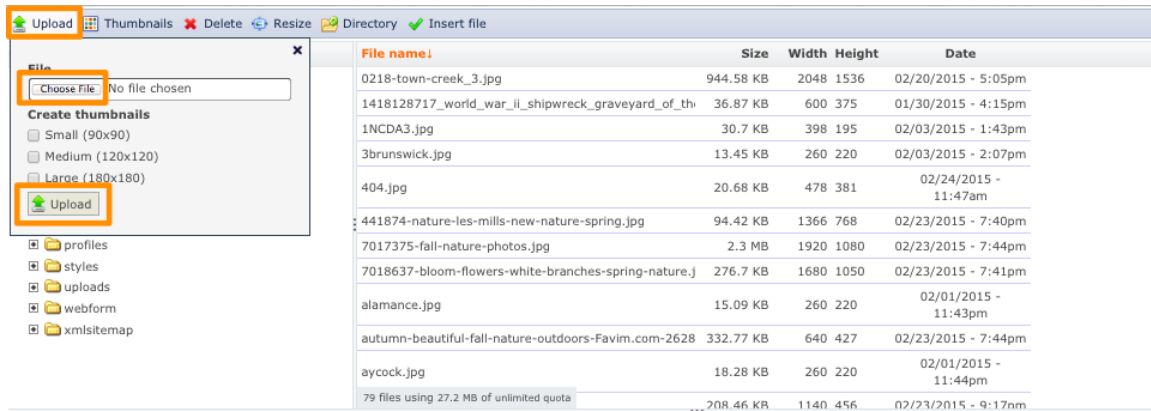 Upload Thumbnails Delete Resize Directory Insert file
File
Choose File No file chosen
Create thumbnails
Small (90x90)
Medium (120x120)
Large (180x180)
Upload
profiles
styles
uploads
webform
xmlsitemap
File name↓ Size Width Height Date
0218-town-creek_3.jpg 944.58 KB 2048 1536 02/20/2015 - 5:05pm
1418128717_world_war_ii_shipwreck_graveyard_of_th 36.87 KB 600 375 01/30/2015 - 4:15pm
1NCDA3.jpg 30.7 KB 398 195 02/03/2015 - 1:43pm
3brunswick.jpg 13.45 KB 260 220 02/03/2015 - 2:07pm
404.jpg 20.68 KB 478 381 02/24/2015 -
11:47am
441874-nature-les-mills-new-nature-spring.jpg 94.42 KB 1366 768 02/23/2015 - 7:40pm
7017375-fall-nature-photos.jpg 2.3 MB 1920 1080 02/23/2015 - 7:44pm
7018637-bloom-flowers-white-branches-spring-nature.j 276.7 KB 1680 1050 02/23/2015 - 7:41pm
alamance.jpg 15.09 KB 260 220 02/01/2015 -
11:43pm
autumn-beautiful-fall-nature-outdoors-Favim.com-2628 332.77 KB 640 427 02/23/2015 - 7:44pm
aycock.jpg 18.28 KB 260 220 02/01/2015 -
11:44pm
79 files using 27.2 MB of unlimited quota
208.46 KB 1140 456 02/23/2015 - 9:17pm